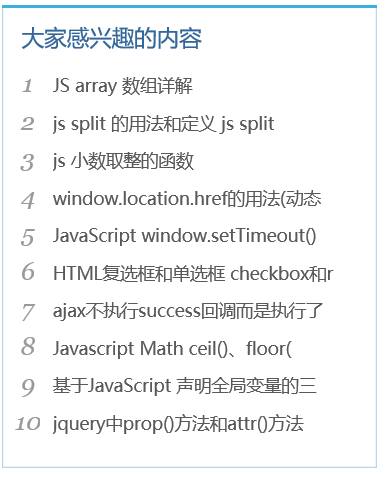 大家感兴趣的内容
1 JS array 数组详解
2 js split 的用法和定义 js split
3 js 小数取整的函数
4 window.location.href的用法(动态
5 JavaScript window.setTimeout()
6 HTML复选框和单选框 checkbox和r
7 ajax不执行success回调而是执行了
8 Javascript Math ceil()、floor(
9 基于JavaScript 声明全局变量的三
10 jquery中prop()方法和attr()方法